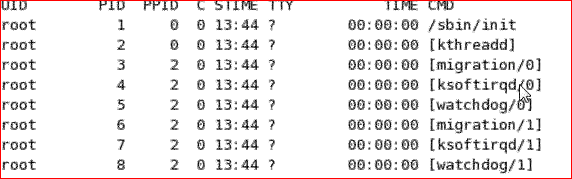 UID PID PPID C STIME TTY TIME CMD
root 1 0 0 13:44 ? 00:00:00 /sbin/init
root 2 0 0 13:44 ? 00:00:00 [kthreadd]
root 3 2 0 13:44 ? 00:00:00 [migration/0]
root 4 2 0 13:44 ? 00:00:00 [ksoftirqd/0]
root 5 2 0 13:44 ? 00:00:00 [watchdog/0]
root 6 2 0 13:44 ? 00:00:00 [migration/1]
root 7 2 0 13:44 ? 00:00:00 [ksoftirqd/1]
root 8 2 0 13:44 ? 00:00:00 [watchdog/1]